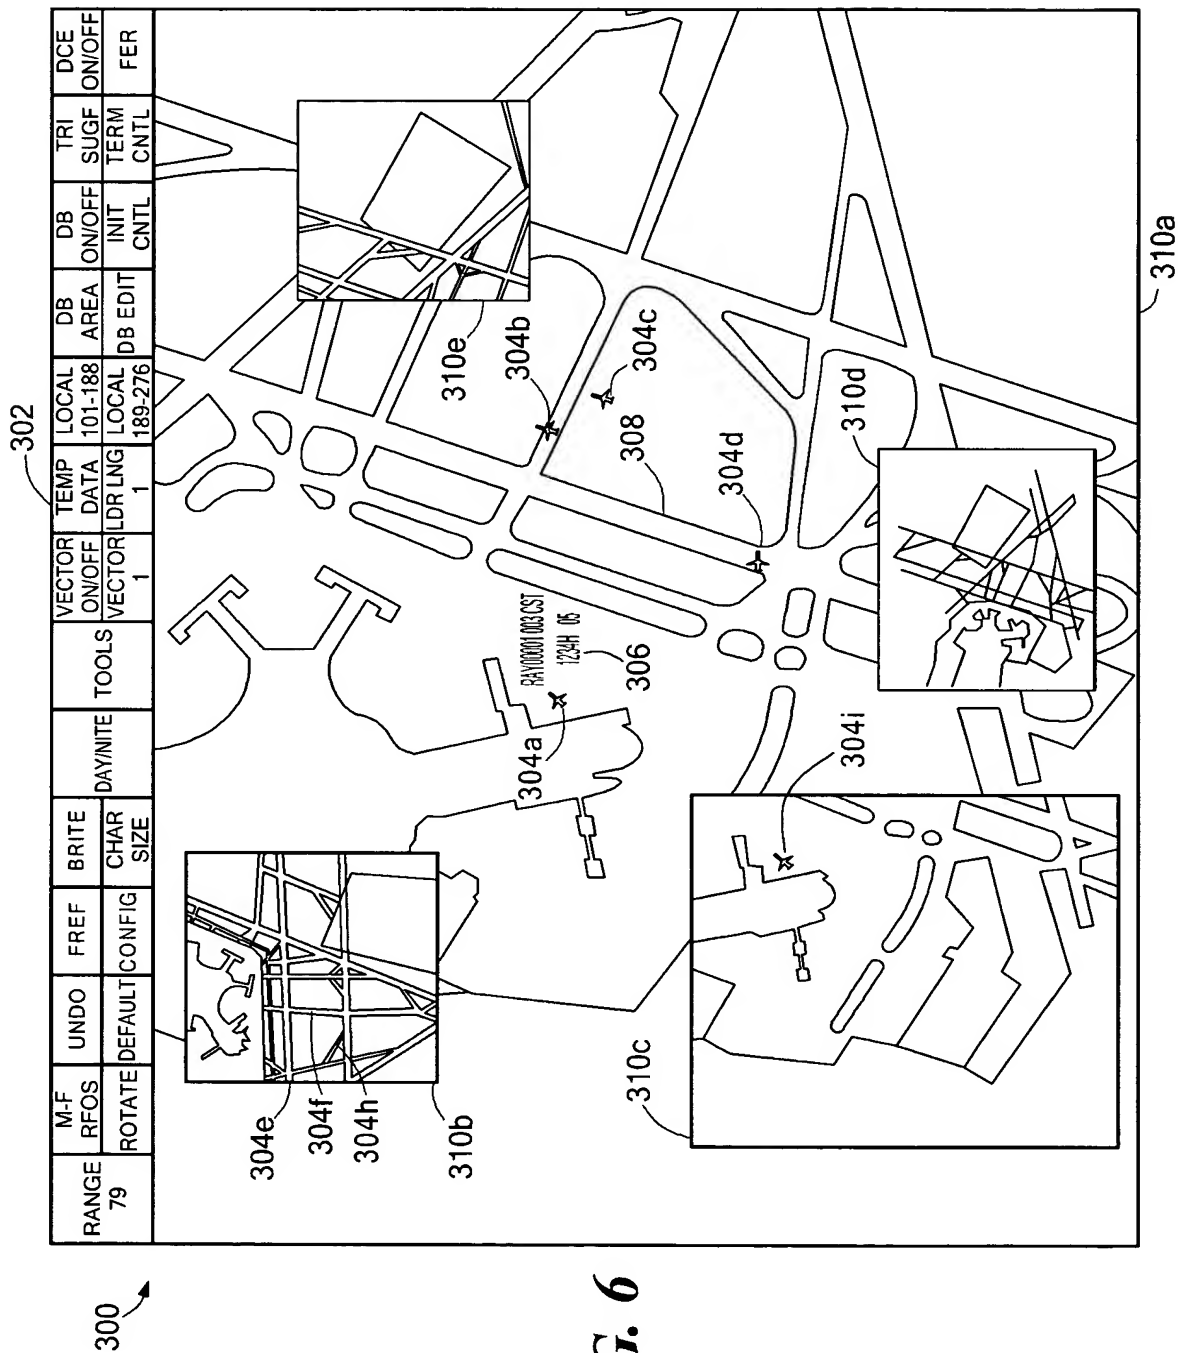 300
302
RANGE
79
M-F
RFOS
ROTATE
UNDO
DEFAULT
FREF
CONFIG
BRITE
CHAR
SIZE
DAY/NITE
TOOLS
VECTOR
ON/OFF
VECTOR
1
TEMP
DATA
LDR LNG
1
LOCAL
101-188
LOCAL
189-276
DB
AREA
DB EDIT
DB
ON/OFF
INIT
CNTL
TRI
SUGF
TERM
CNTL
DCE
ON/OFF
FER
304e
304f
304h
310b
310e
304b
304c
304a
RAY00001 003 CST
1234H 05
306
308
304d
310d
310c
304i
310a
G. 6